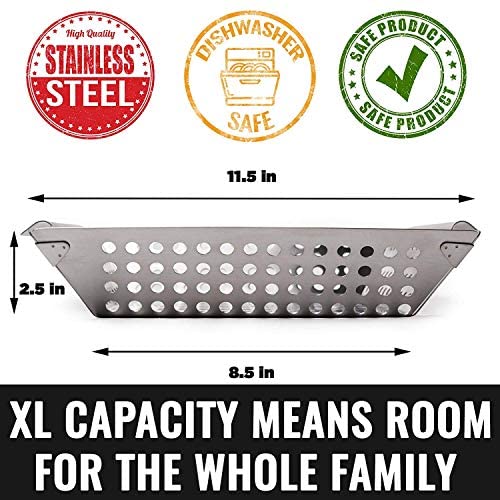 High Quality
STAINLESS
STEEL
DISHWASHER
SAFE
SAFE PRODUCT
SAFE PRODUCT
11.5 in
2.5 in
8.5 in
XL CAPACITY MEANS ROOM
FOR THE WHOLE FAMILY